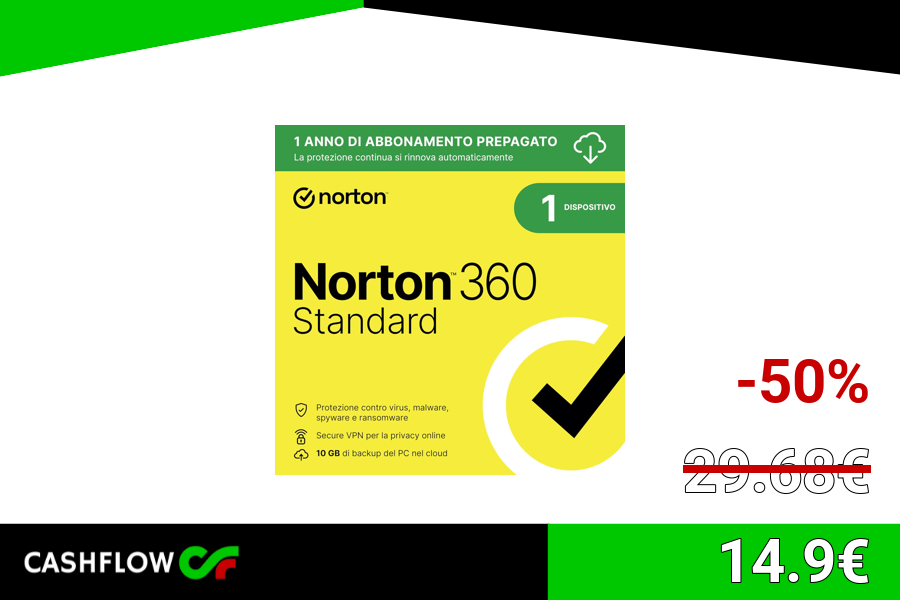 1 ANNO DI ABBONAMENTO PREPAGATO
La protezione continua si rinnova automaticamente
norton
1 DISPOSITIVO
Norton™ 360
Standard
Protezione contro virus, malware,
spyware e ransomware
Secure VPN per la privacy online
10 GB di backup del PC nel cloud
-50%
29.68€
CASHFLOW
14.9€